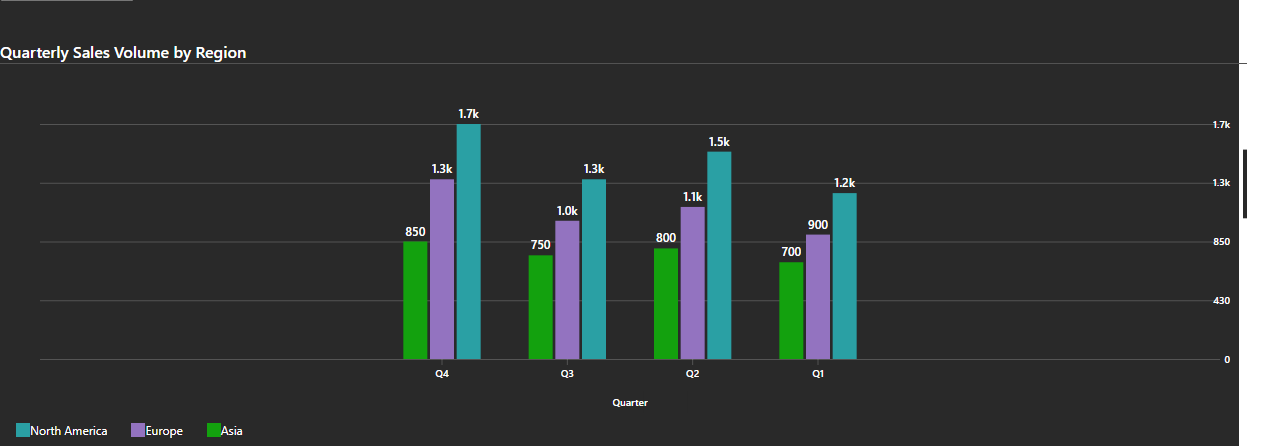 Quarterly Sales Volume by Region
1.7k
1.3k 1.3k 1.5k 1.2k
850 1.0k 1.1k 900
750 800 700
1.7k
1.3k
850
430
0
Q4 Q3 Q2 Q1
Quarter
North America Europe Asia